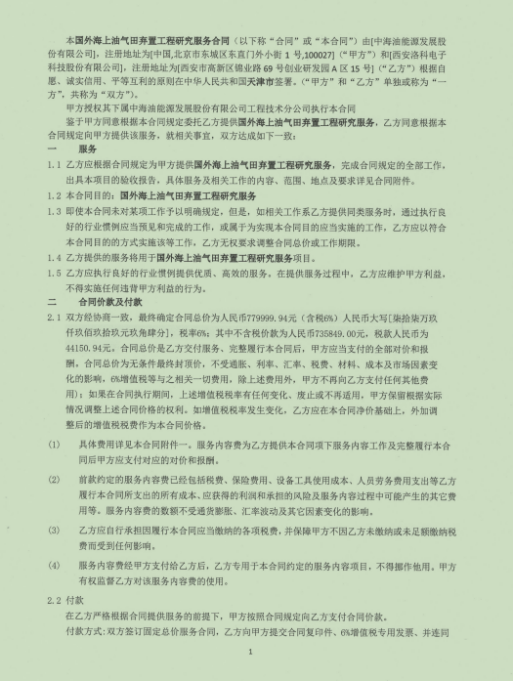 本国外海上油气田弃置工程研究服务合同（以下称“合同”或“本合同”）由[中海油能源发展股
份有限公司]，注册地址为[中国,北京市东城区东直门外小街 1 号,100027]（“甲方”）和[西安洛科电子
科技股份有限公司]，注册地址为[西安市高新区锦业路 69 号创业研发园 A 区 15 号]（“乙方”）根据自
愿、诚实信用、平等互利的原则在中华人民共和国天津市签署。（“甲方”和“乙方”单独或称为“一
方”，共称为“双方”）。
甲方授权其下属中海油能源发展股份有限公司工程技术分公司执行本合同
鉴于甲方同意根据本合同规定委托乙方提供国外海上油气田弃置工程研究服务，乙方同意根据本
合同规定向甲方提供该服务，就相关事宜，双方达成如下一致：
一 服务
1.1 乙方应根据合同规定为甲方提供国外海上油气田弃置工程研究服务，完成合同规定的全部工作，
出具本项目的验收报告，具体服务及相关工作的内容、范围、地点及要求详见合同附件。
1.2 本合同目的：国外海上油气田弃置工程研究服务
1.3 即使本合同未对某项工作予以明确规定，但是，如相关工作系乙方提供同类服务时，通过执行良
好的行业惯例应当预见和完成的工作，或属于为实现本合同目的应当实施的工作，乙方应以符合
本合同目的的方式实施该等工作，乙方无权要求调整合同总价或工作期限。
1.4 乙方提供的服务将用于国外海上油气田弃置工程研究服务项目。
1.5 乙方应执行良好的行业惯例提供优质、高效的服务。在提供服务过程中，乙方应维护甲方利益，
不得实施任何违背甲方利益的行为。
二 合同价款及付款
2.1 双方经协商一致，最终确定合同总价为人民币779999.94元（含税6%）人民币大写[柒拾柒万玖
仟玖佰玖拾玖元玖角肆分]，税率6%；其中不含税价款为人民币735849.00元，税款人民币为
44150.94元。合同总价是乙方交付服务、完整履行本合同后，甲方应当支付的全部对价和报
酬，合同总价为无条件最终封顶价，不受通胀、利率、汇率、税费、材料、成本及市场因素变
化的影响，6%增值税等与之相关一切费用。除上述费用外，甲方不再向乙方支付任何其他费
用)；如果在合同执行期间，上述增值税税率有任何变化、废止或不再适用，甲方保留根据实际
情况调整上述合同价格的权利。如增值税税率发生变化，乙方应在本合同净价基础上，外加调
整后的增值税税费作为本合同价格。
(1) 具体费用详见本合同附件一。服务内容费为乙方提供本合同项下服务内容工作及完整履行本合
同后甲方应支付对应的对价和报酬。
(2) 前款约定的服务内容费已经包括税费、保险费用、设备工具使用成本、人员劳务费用支出等乙方
履行本合同所支出的所有成本、应获得的利润和承担的风险及服务内容过程中可能产生的其它费
用等。服务内容费的数额不受通货膨胀、汇率波动及其它因素变化的影响。
(3) 乙方应自行承担因履行本合同应当缴纳的各项税费，并保障甲方不因乙方未缴纳或未足额缴纳税
费而受到任何影响。
(4) 服务内容费经甲方支付给乙方后，乙方专用于本合同约定的服务内容项目，不得挪作他用。甲方
有权监督乙方对该服务内容费的使用。
2.2 付款
在乙方严格根据合同提供服务的前提下，甲方按照合同规定向乙方支付合同价款。
付款方式：双方签订固定总价服务合同，乙方向甲方提交合同复印件、6%增值税专用发票、并连同
1